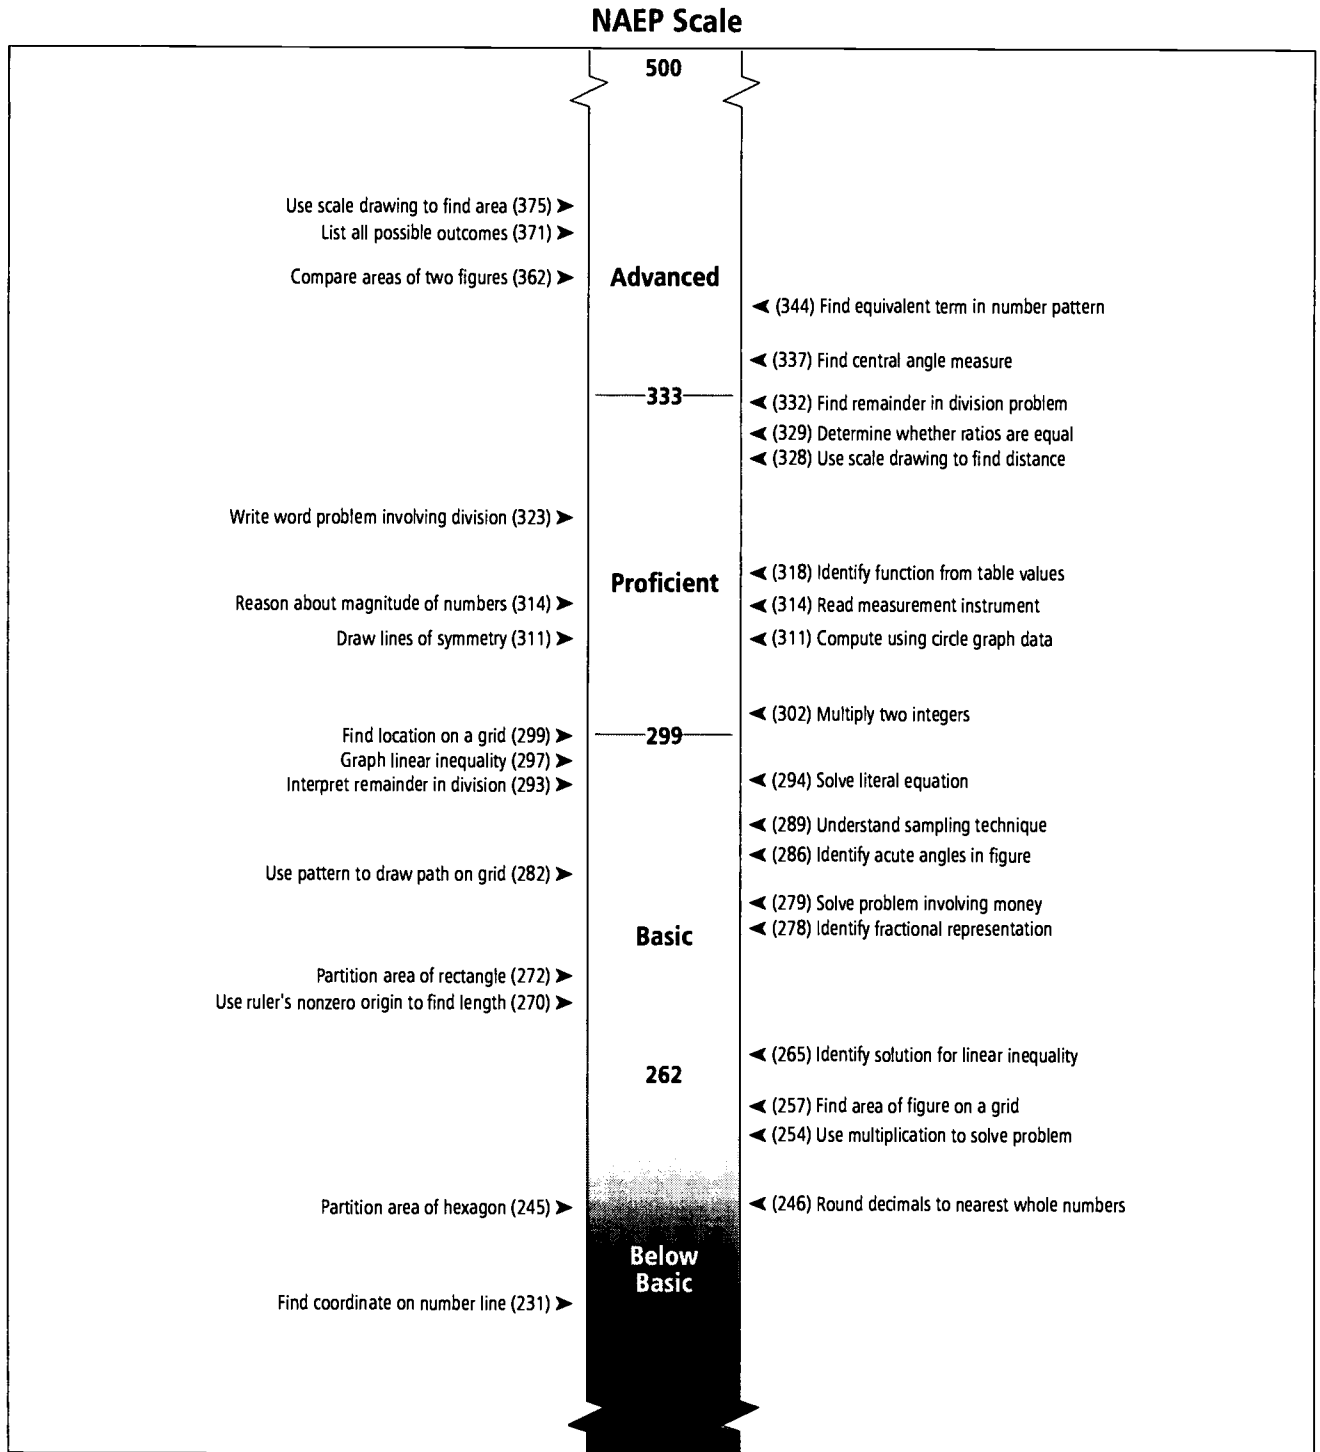 NAEP Scale
500
Use scale drawing to find area (375)
List all possible outcomes (371)
Compare areas of two figures (362)
Advanced
(344) Find equivalent term in number pattern
(337) Find central angle measure
333
(332) Find remainder in division problem
(329) Determine whether ratios are equal
(328) Use scale drawing to find distance
Write word problem involving division (323)
(318) Identify function from table values
Proficient
Reason about magnitude of numbers (314)
(314) Read measurement instrument
Draw lines of symmetry (311)
(311) Compute using circle graph data
(302) Multiply two integers
Find location on a grid (299)
299
Graph linear inequality (297)
Interpret remainder in division (293)
(294) Solve literal equation
(289) Understand sampling technique
(286) Identify acute angles in figure
Use pattern to draw path on grid (282)
(279) Solve problem involving money
(278) Identify fractional representation
Basic
Partition area of rectangle (272)
Use ruler's nonzero origin to find length (270)
(265) Identify solution for linear inequality
262
(257) Find area of figure on a grid
(254) Use multiplication to solve problem
Partition area of hexagon (245)
(246) Round decimals to nearest whole numbers
Below
Basic
Find coordinate on number line (231)